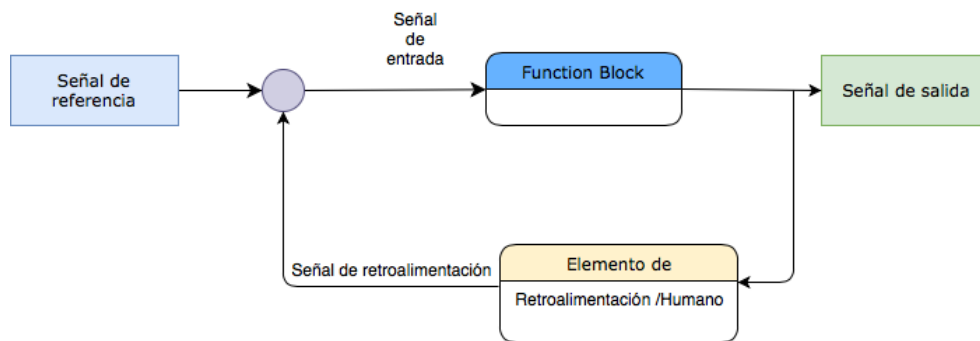 Señal
de
entrada
Señal de
referencia
Function Block
Señal de salida
Señal de retroalimentación
Elemento de
Retroalimentación /Humano